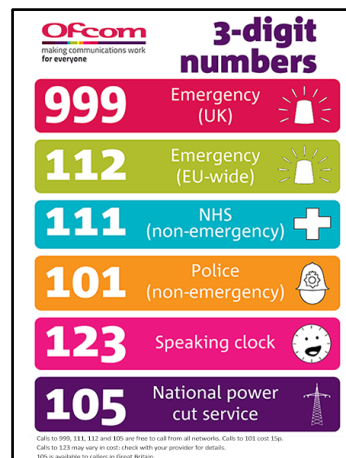 Ofcom
making communications work
for everyone
3-digit
numbers
999
Emergency
(UK)
112
Emergency
(EU-wide)
111
NHS
(non-emergency)
101
Police
(non-emergency)
123
Speaking clock
105
National power
cut service
Calls to 999, 111, 112 and 105 are free to call from all networks. Calls to 101 cost 15p.
Calls to 123 may vary in cost: check with your provider for details.
105 is available to callers in Great Britain.